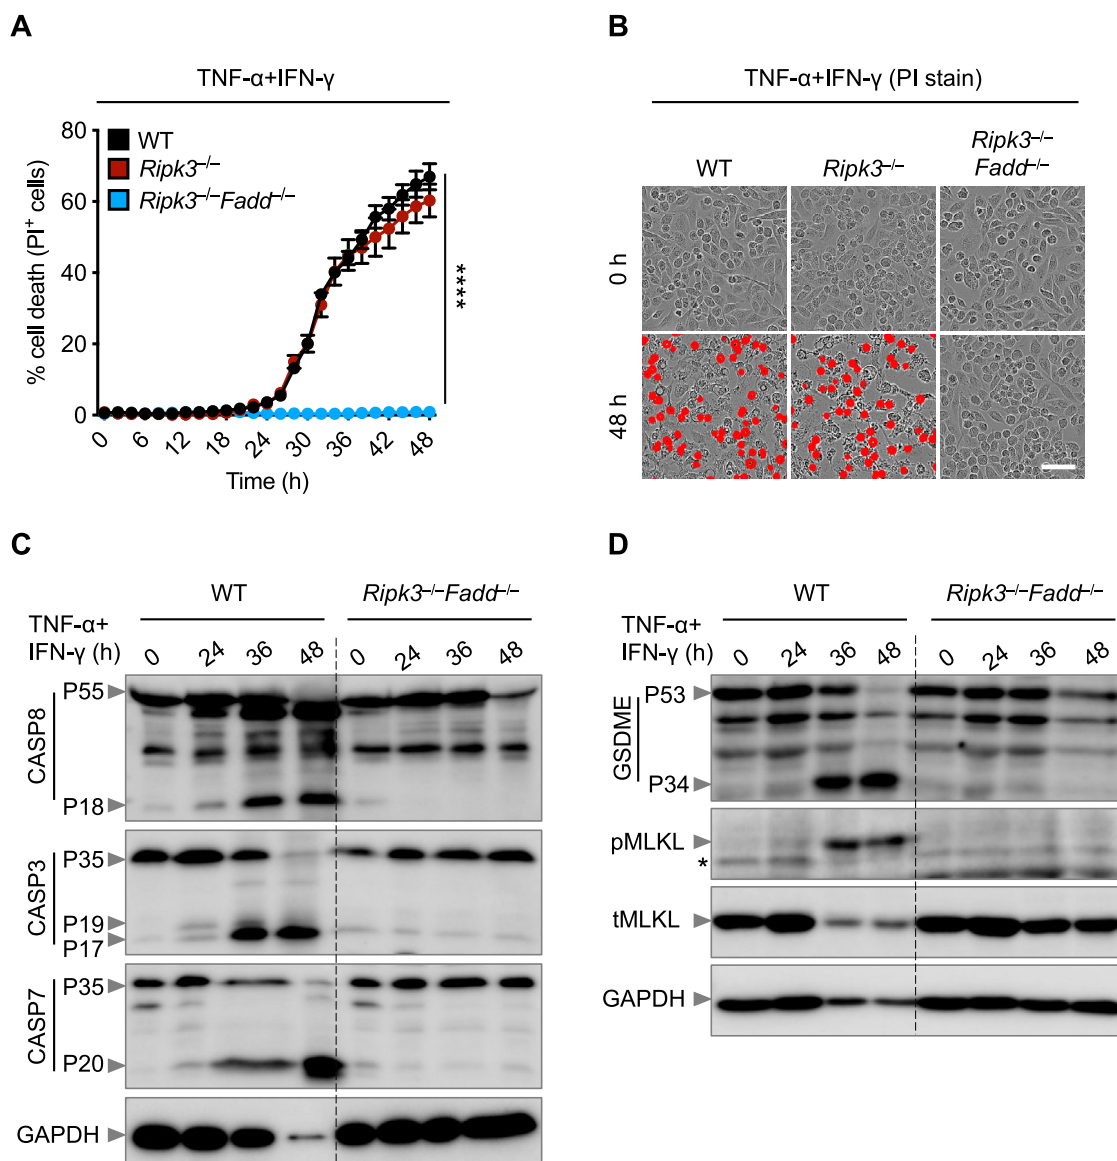 A
TNF-α+IFN-γ
WT
Ripk3–/–
Ripk3–/–Fadd–/–
% cell death (PI+ cells)
80
60
40
20
0
0 6 12 18 24 30 36 42 48
Time (h)
****
B
TNF-α+IFN-γ (PI stain)
WT
Ripk3–/–
Ripk3–/–
Fadd–/–
0 h
48 h
C
WT
Ripk3–/–Fadd–/–
TNF-α+
IFN-γ (h) 0 24 36 48 0 24 36 48
CASP8
P55
P18
CASP3
P35
P19
P17
CASP7
P35
P20
GAPDH
D
WT
Ripk3–/–Fadd–/–
TNF-α+
IFN-γ (h) 0 24 36 48 0 24 36 48
GSDME
P53
P34
pMLKL
*
tMLKL
GAPDH